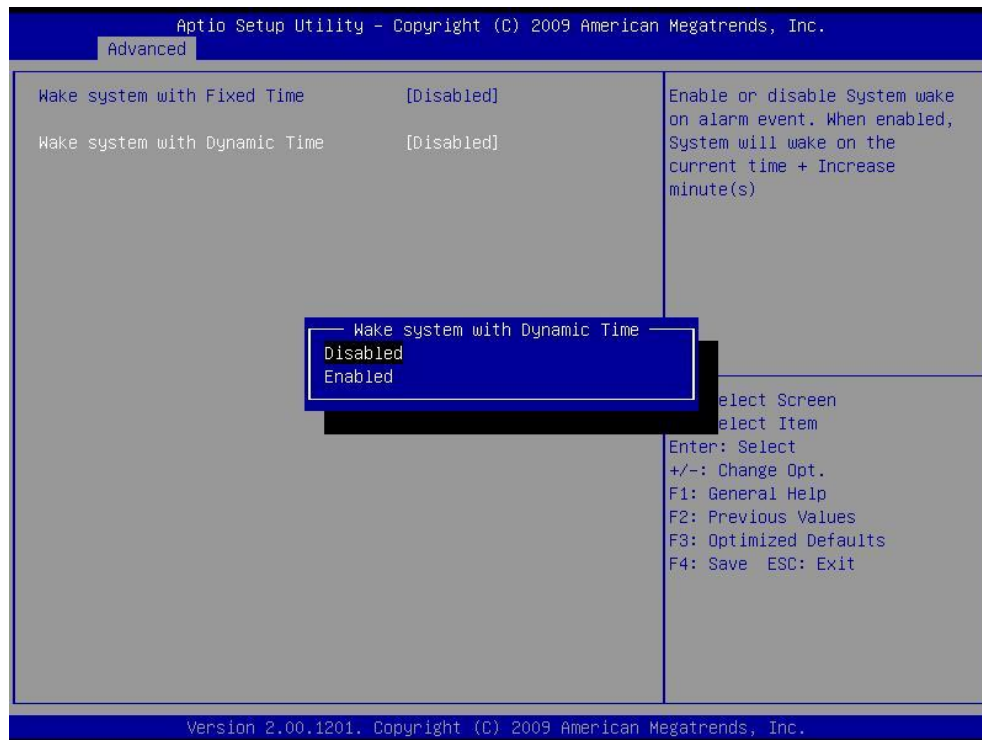 Aptio Setup Utility – Copyright (C) 2009 American Megatrends, Inc.
Advanced
Wake system with Fixed Time [Disabled]
Wake system with Dynamic Time [Disabled]
Enable or disable System wake
on alarm event. When enabled,
System will wake on the
current time + Increase
minute(s)
Wake system with Dynamic Time
Disabled
Enabled
elect Screen
elect Item
Enter: Select
+/-: Change Opt.
F1: General Help
F2: Previous Values
F3: Optimized Defaults
F4: Save ESC: Exit
Version 2.00.1201. Copyright (C) 2009 American Megatrends, Inc.